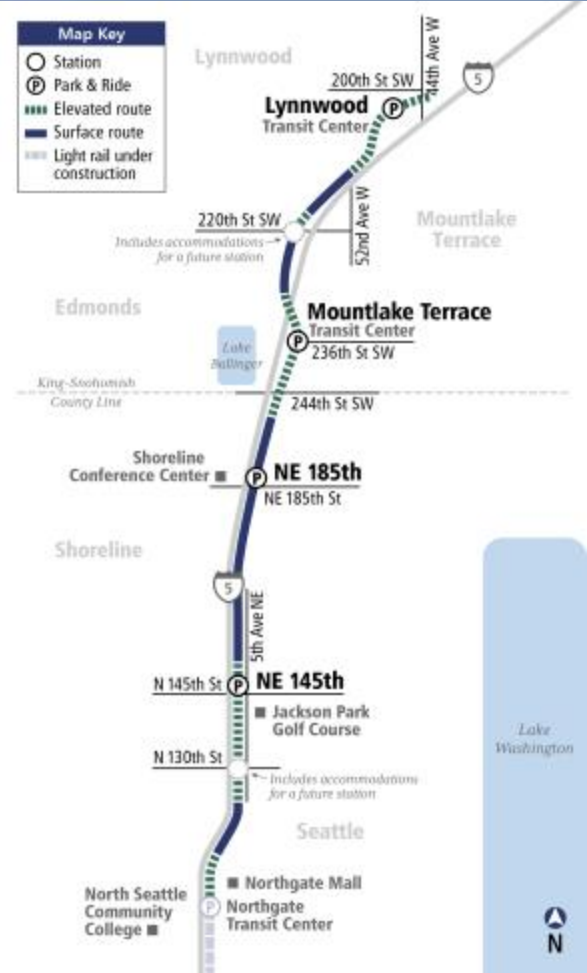 Map Key
Station
P Park & Ride
Elevated route
Surface route
Light rail under
construction
Lynnwood
44th Ave W
5
200th St SW
Lynnwood
P
Transit Center
220th St SW
Includes accommodations
for a future station
52nd Ave W
Mountlake
Terrace
Edmonds
Mountlake Terrace
Transit Center
P
236th St SW
Lake
Ballinger
King-Snohomish
County Line
244th St SW
Shoreline
Conference Center
P
NE 185th
NE 185th St
Shoreline
5
5th Ave NE
N 145th St
P
NE 145th
Jackson Park
Golf Course
N 130th St
Includes accommodations
for a future station
Lake
Washington
Seattle
Northgate Mall
North Seattle
Community
College
P
Northgate
Transit Center
N